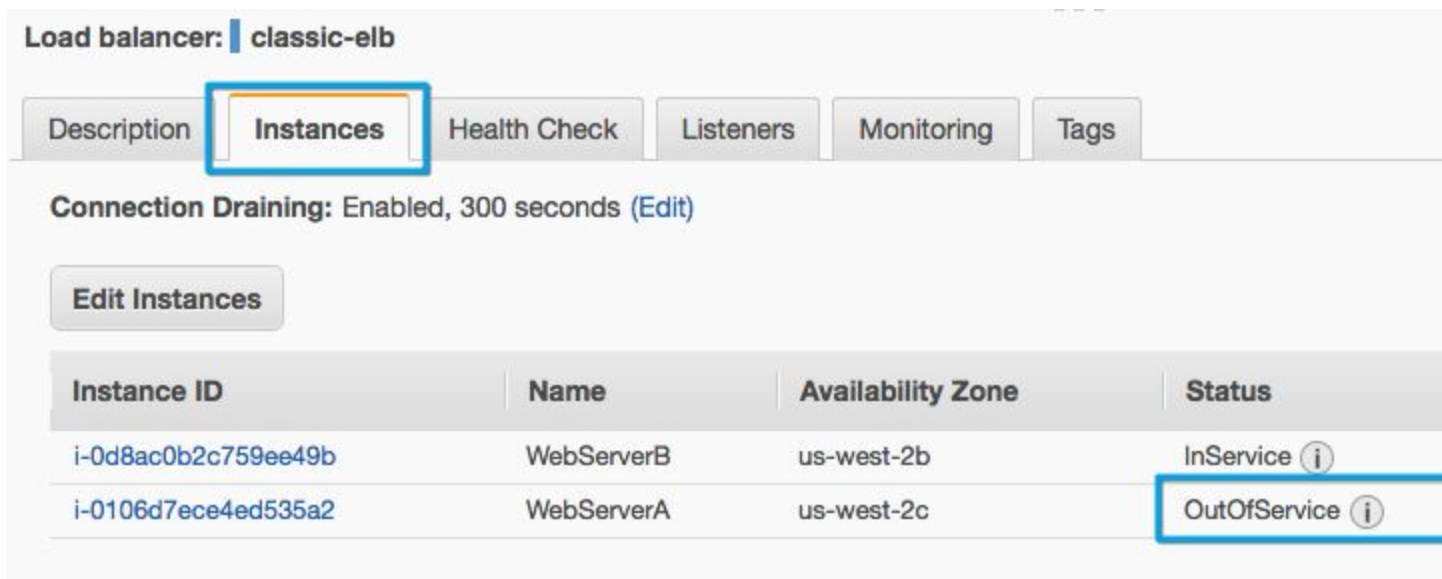 Load balancer: classic-elb
Description Instances Health Check Listeners Monitoring Tags
Connection Draining: Enabled, 300 seconds (Edit)
Edit Instances
Instance ID Name Availability Zone Status
i-0d8ac0b2c759ee49b WebServerB us-west-2b InService i
i-0106d7ece4ed535a2 WebServerA us-west-2c OutOfService i